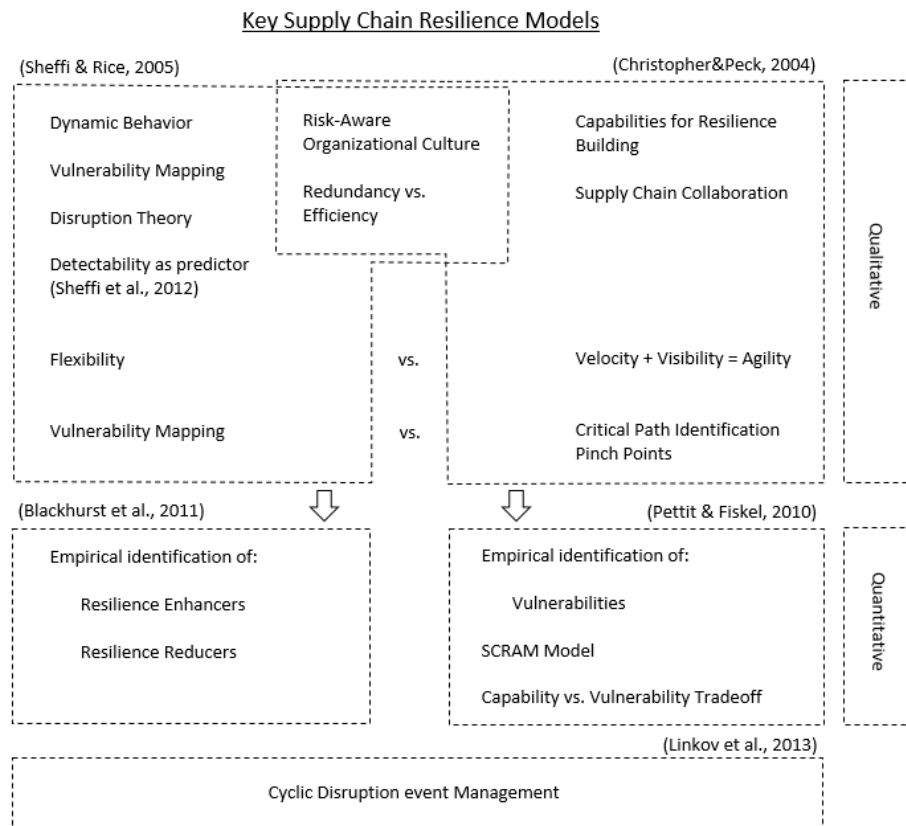 Key Supply Chain Resilience Models
(Sheffi & Rice, 2005)
(Christopher&Peck, 2004)
Dynamic Behavior
Vulnerability Mapping
Disruption Theory
Detectability as predictor
(Sheffi et al., 2012)
Risk-Aware
Organizational Culture
Redundancy vs.
Efficiency
Capabilities for Resilience
Building
Supply Chain Collaboration
Qualitative
Flexibility
vs.
Velocity + Visibility = Agility
Vulnerability Mapping
vs.
Critical Path Identification
Pinch Points
(Blackhurst et al., 2011)
(Pettit & Fiskel, 2010)
Empirical identification of:
Resilience Enhancers
Resilience Reducers
Empirical identification of:
Vulnerabilities
SCRAM Model
Capability vs. Vulnerability Tradeoff
Quantitative
(Linkov et al., 2013)
Cyclic Disruption event Management